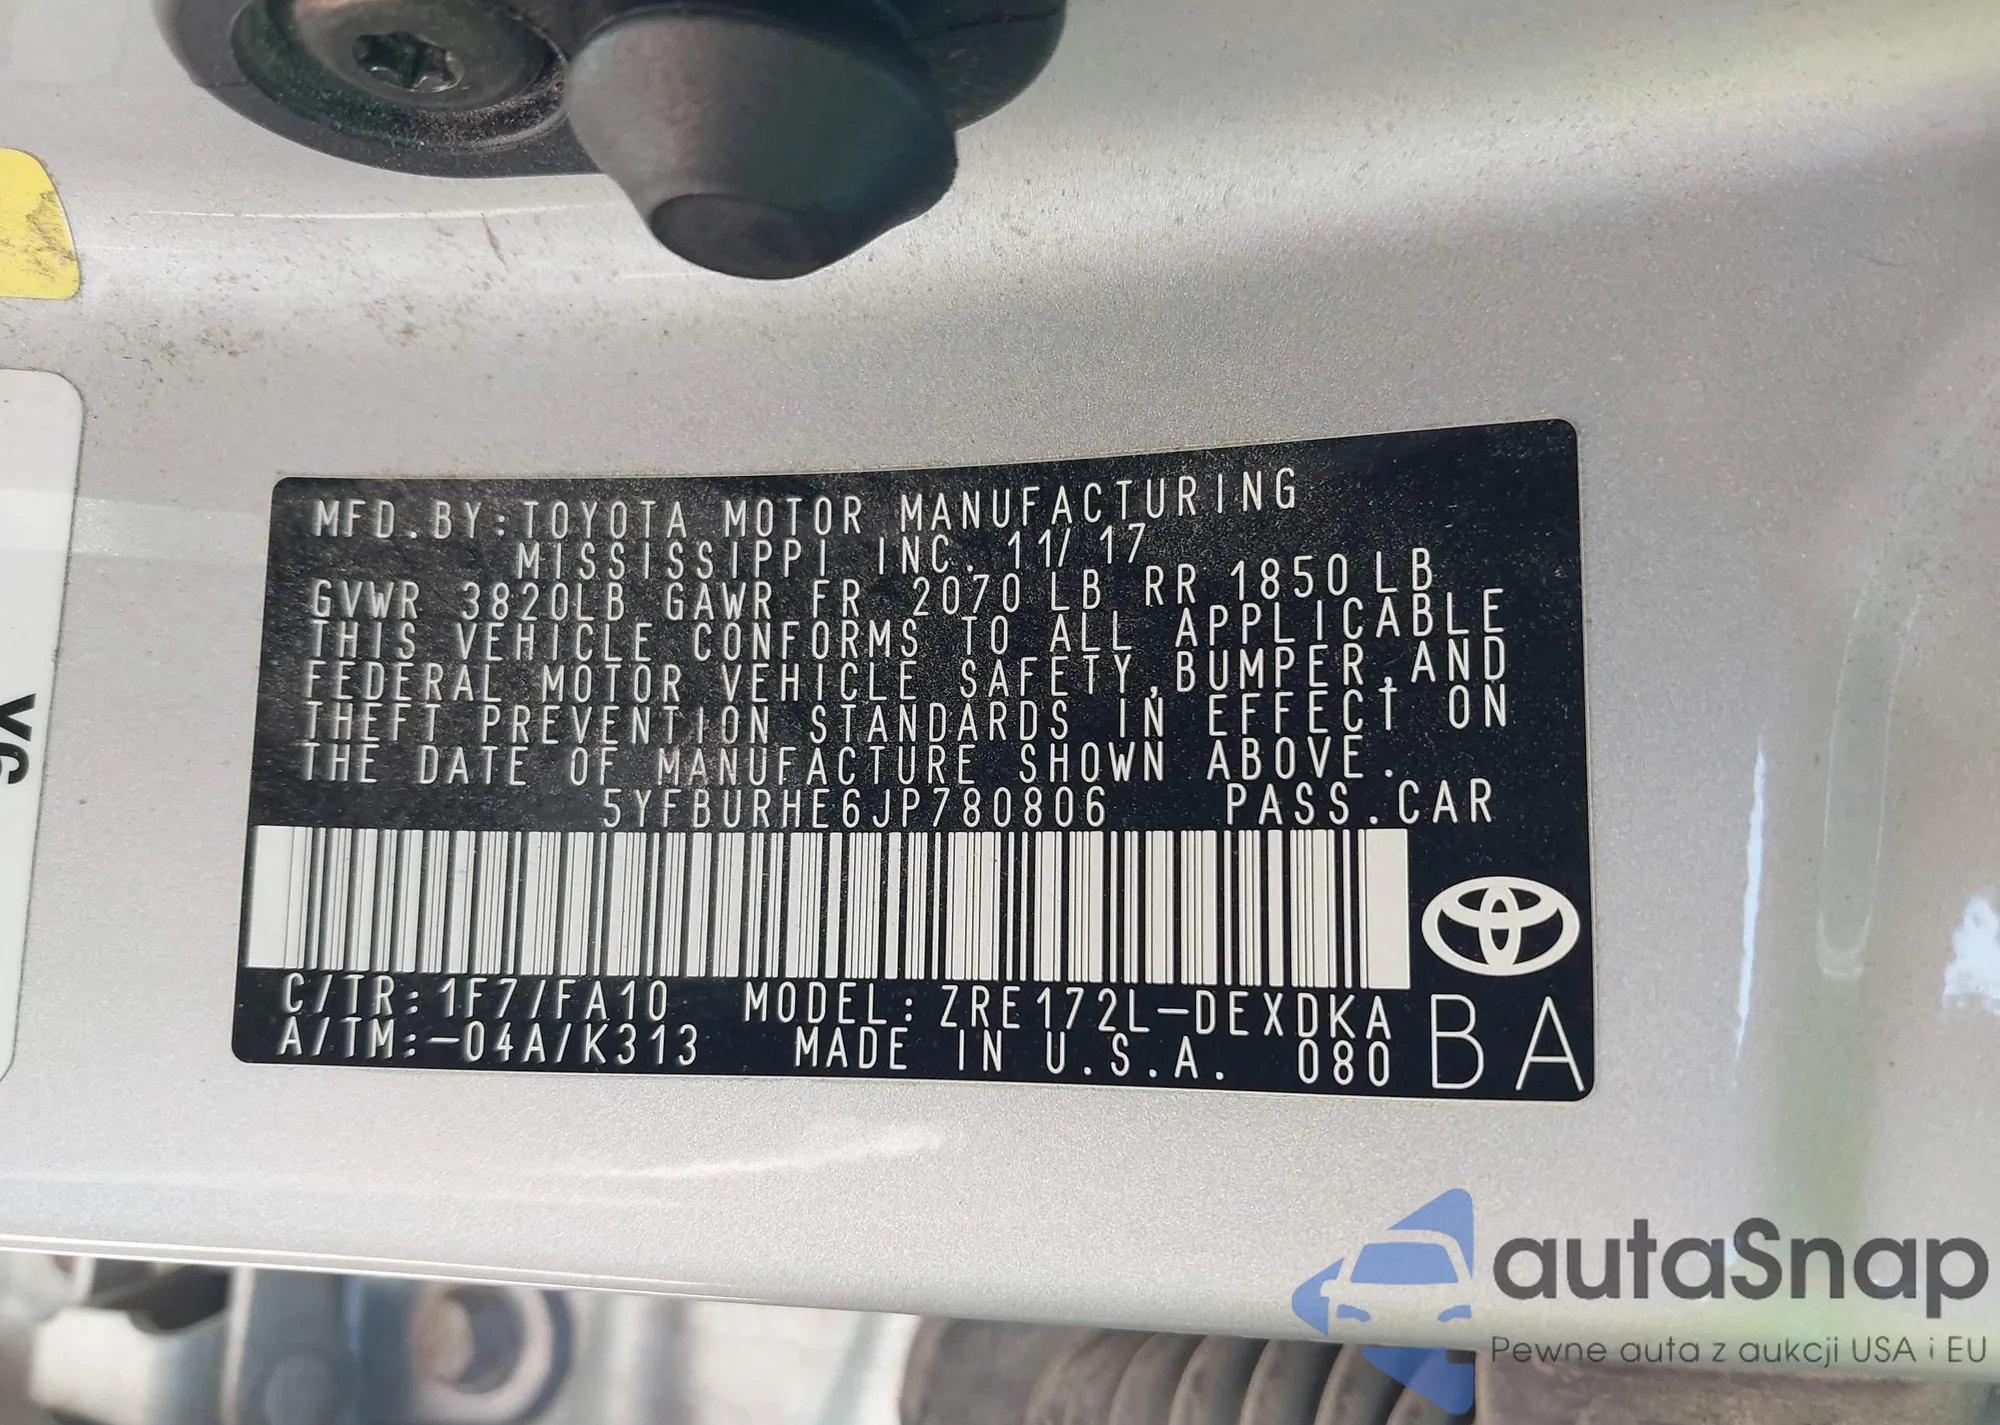 MFD.BY:TOYOTA MOTOR MANUFACTURING
MISSISSIPPI INC. 11/17
GVWR 3820LB GAWR FR 2070 LB RR 1850 LB
THIS VEHICLE CONFORMS TO ALL APPLICABLE
FEDERAL MOTOR VEHICLE SAFETY,BUMPER,AND
THEFT PREVENTION STANDARDS IN EFFECT ON
THE DATE OF MANUFACTURE SHOWN ABOVE.
5YFBURHE6JP780806 PASS.CAR
C/TR:1F7/FA10 MODEL:ZRE172L-DEXDKA
A/TM:-04A/K313 MADE IN U.S.A. 080
BA
autaSnap
Pewne auta z aukcji USA i EU